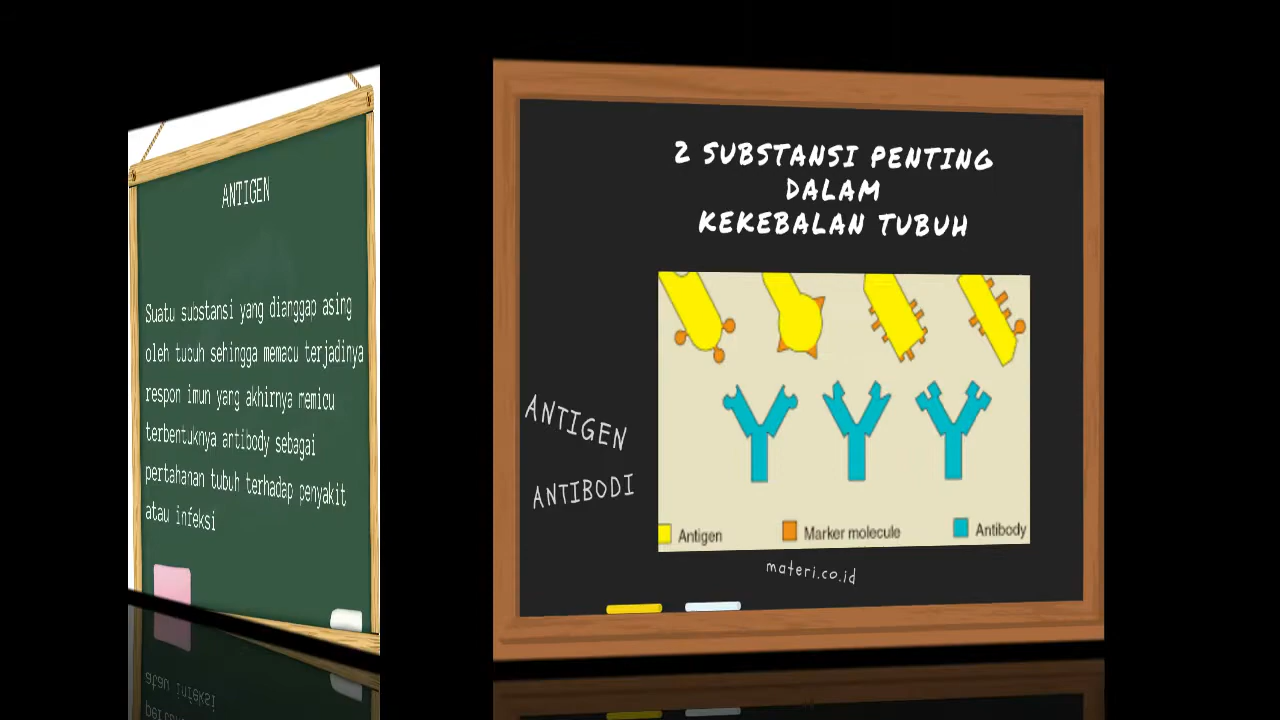 ANTIGEN
Suatu substansi yang dianggap asing
oleh tubuh sehingga memacu terjadinya
respon imun yang akhirnya memicu
terbentuknya antibody sebagai
pertahanan tubuh terhadap penyakit
atau infeksi
2 SUBSTANSI PENTING
DALAM
KEKEBALAN TUBUH
ANTIGEN
ANTIBODI
Antigen
Marker molecule
Antibody
materi.co.id